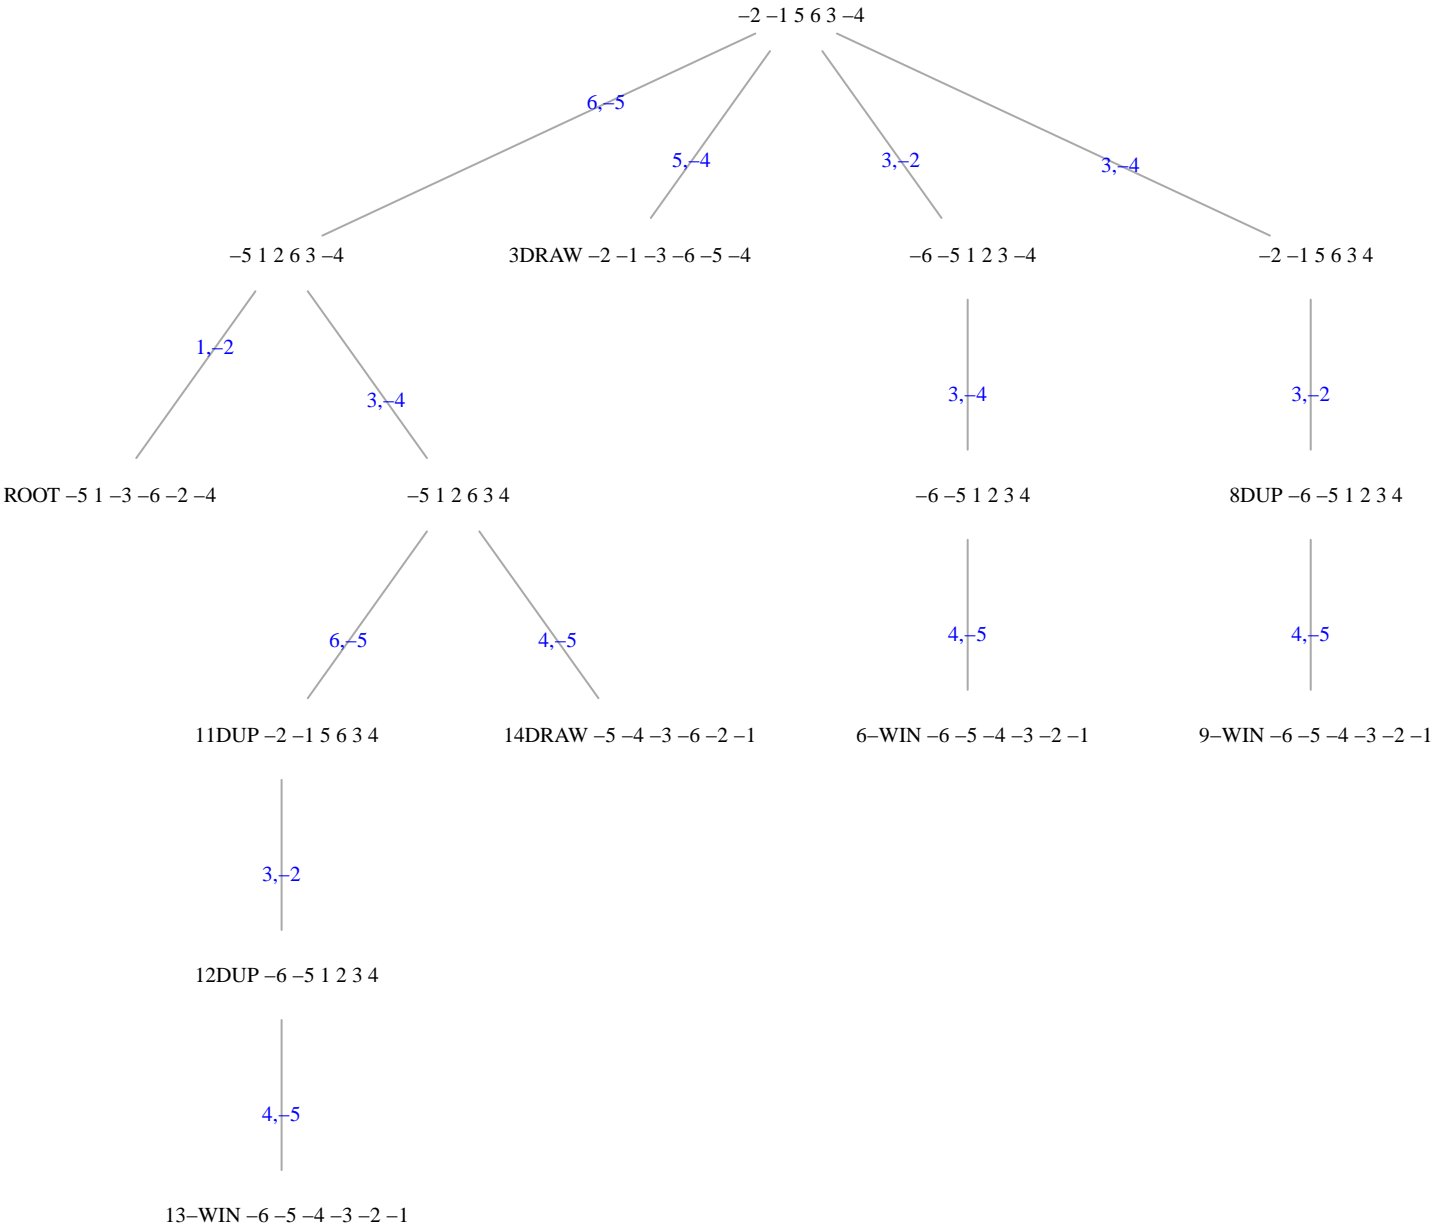 –2 –1 5 6 3 –4
6,–5
5,–4
3,–2
3,–4
–5 1 2 6 3 –4
3DRAW –2 –1 –3 –6 –5 –4
–6 –5 1 2 3 –4
–2 –1 5 6 3 4
1,–2
3,–4
3,–4
3,–2
ROOT –5 1 –3 –6 –2 –4
–5 1 2 6 3 4
–6 –5 1 2 3 4
8DUP –6 –5 1 2 3 4
6,–5
4,–5
4,–5
4,–5
11DUP –2 –1 5 6 3 4
14DRAW –5 –4 –3 –6 –2 –1
6–WIN –6 –5 –4 –3 –2 –1
9–WIN –6 –5 –4 –3 –2 –1
3,–2
12DUP –6 –5 1 2 3 4
4,–5
13–WIN –6 –5 –4 –3 –2 –1